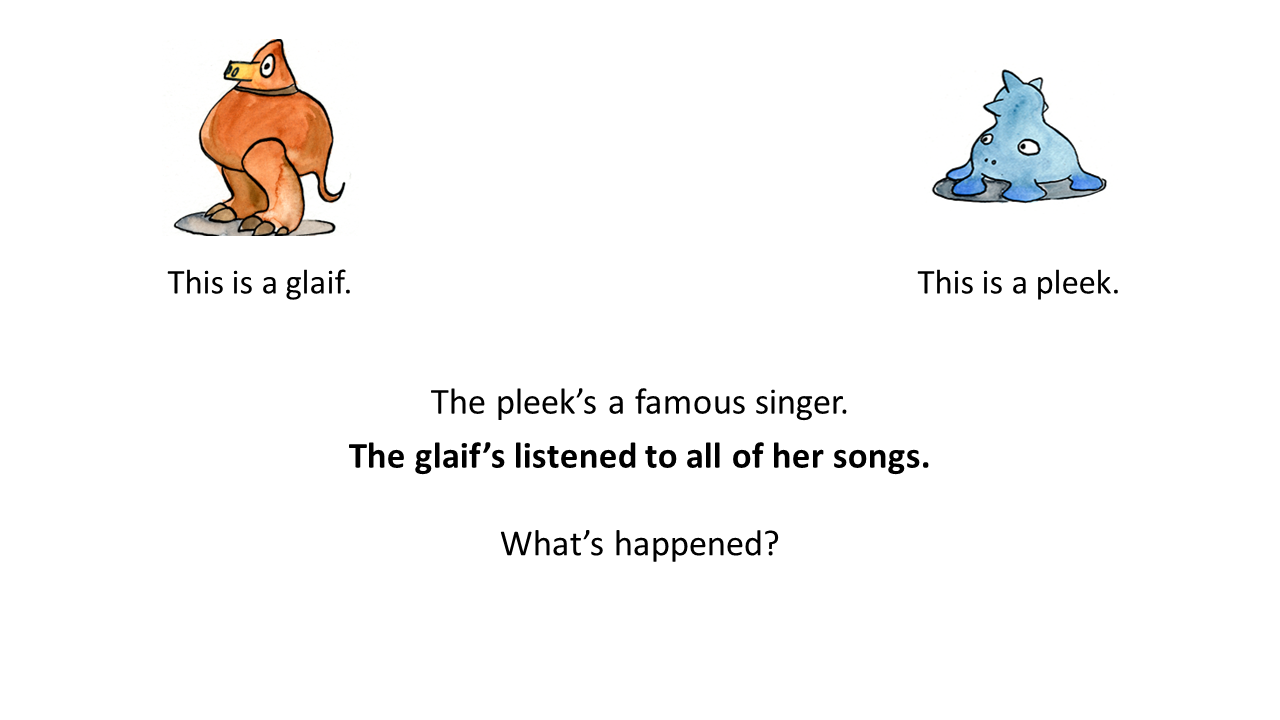 This is a glaif.
This is a pleek.
The pleek’s a famous singer.
The glaif’s listened to all of her songs.
What’s happened?